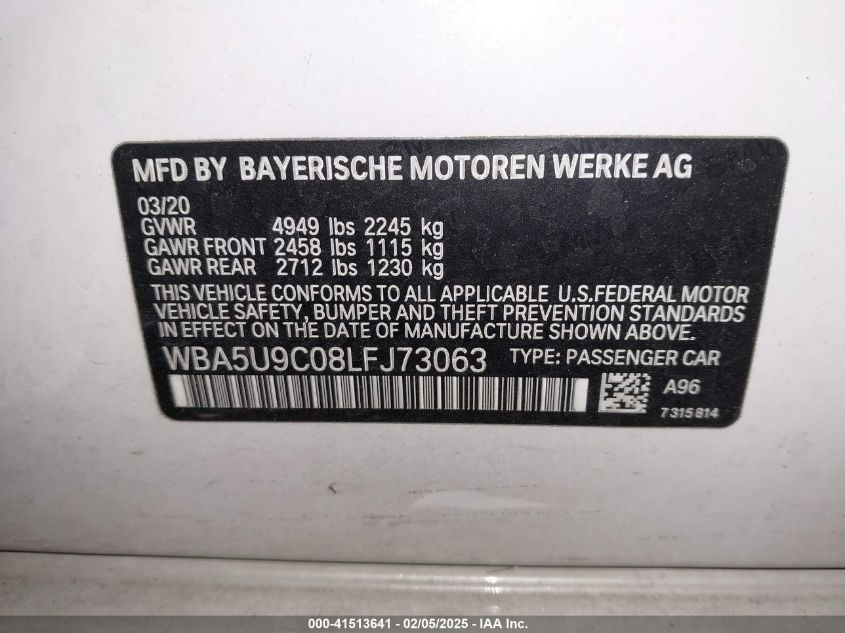 MFD BY BAYERISCHE MOTOREN WERKE AG
03/20
GVWR 4949 lbs 2245 kg
GAWR FRONT 2458 lbs 1115 kg
GAWR REAR 2712 lbs 1230 kg
THIS VEHICLE CONFORMS TO ALL APPLICABLE U.S.FEDERAL MOTOR
VEHICLE SAFETY, BUMPER AND THEFT PREVENTION STANDARDS
IN EFFECT ON THE DATE OF MANUFACTURE SHOWN ABOVE.
WBA5U9C08LFJ73063 TYPE: PASSENGER CAR
A96
7315814
000-41513641 - 02/05/2025 - IAA Inc.